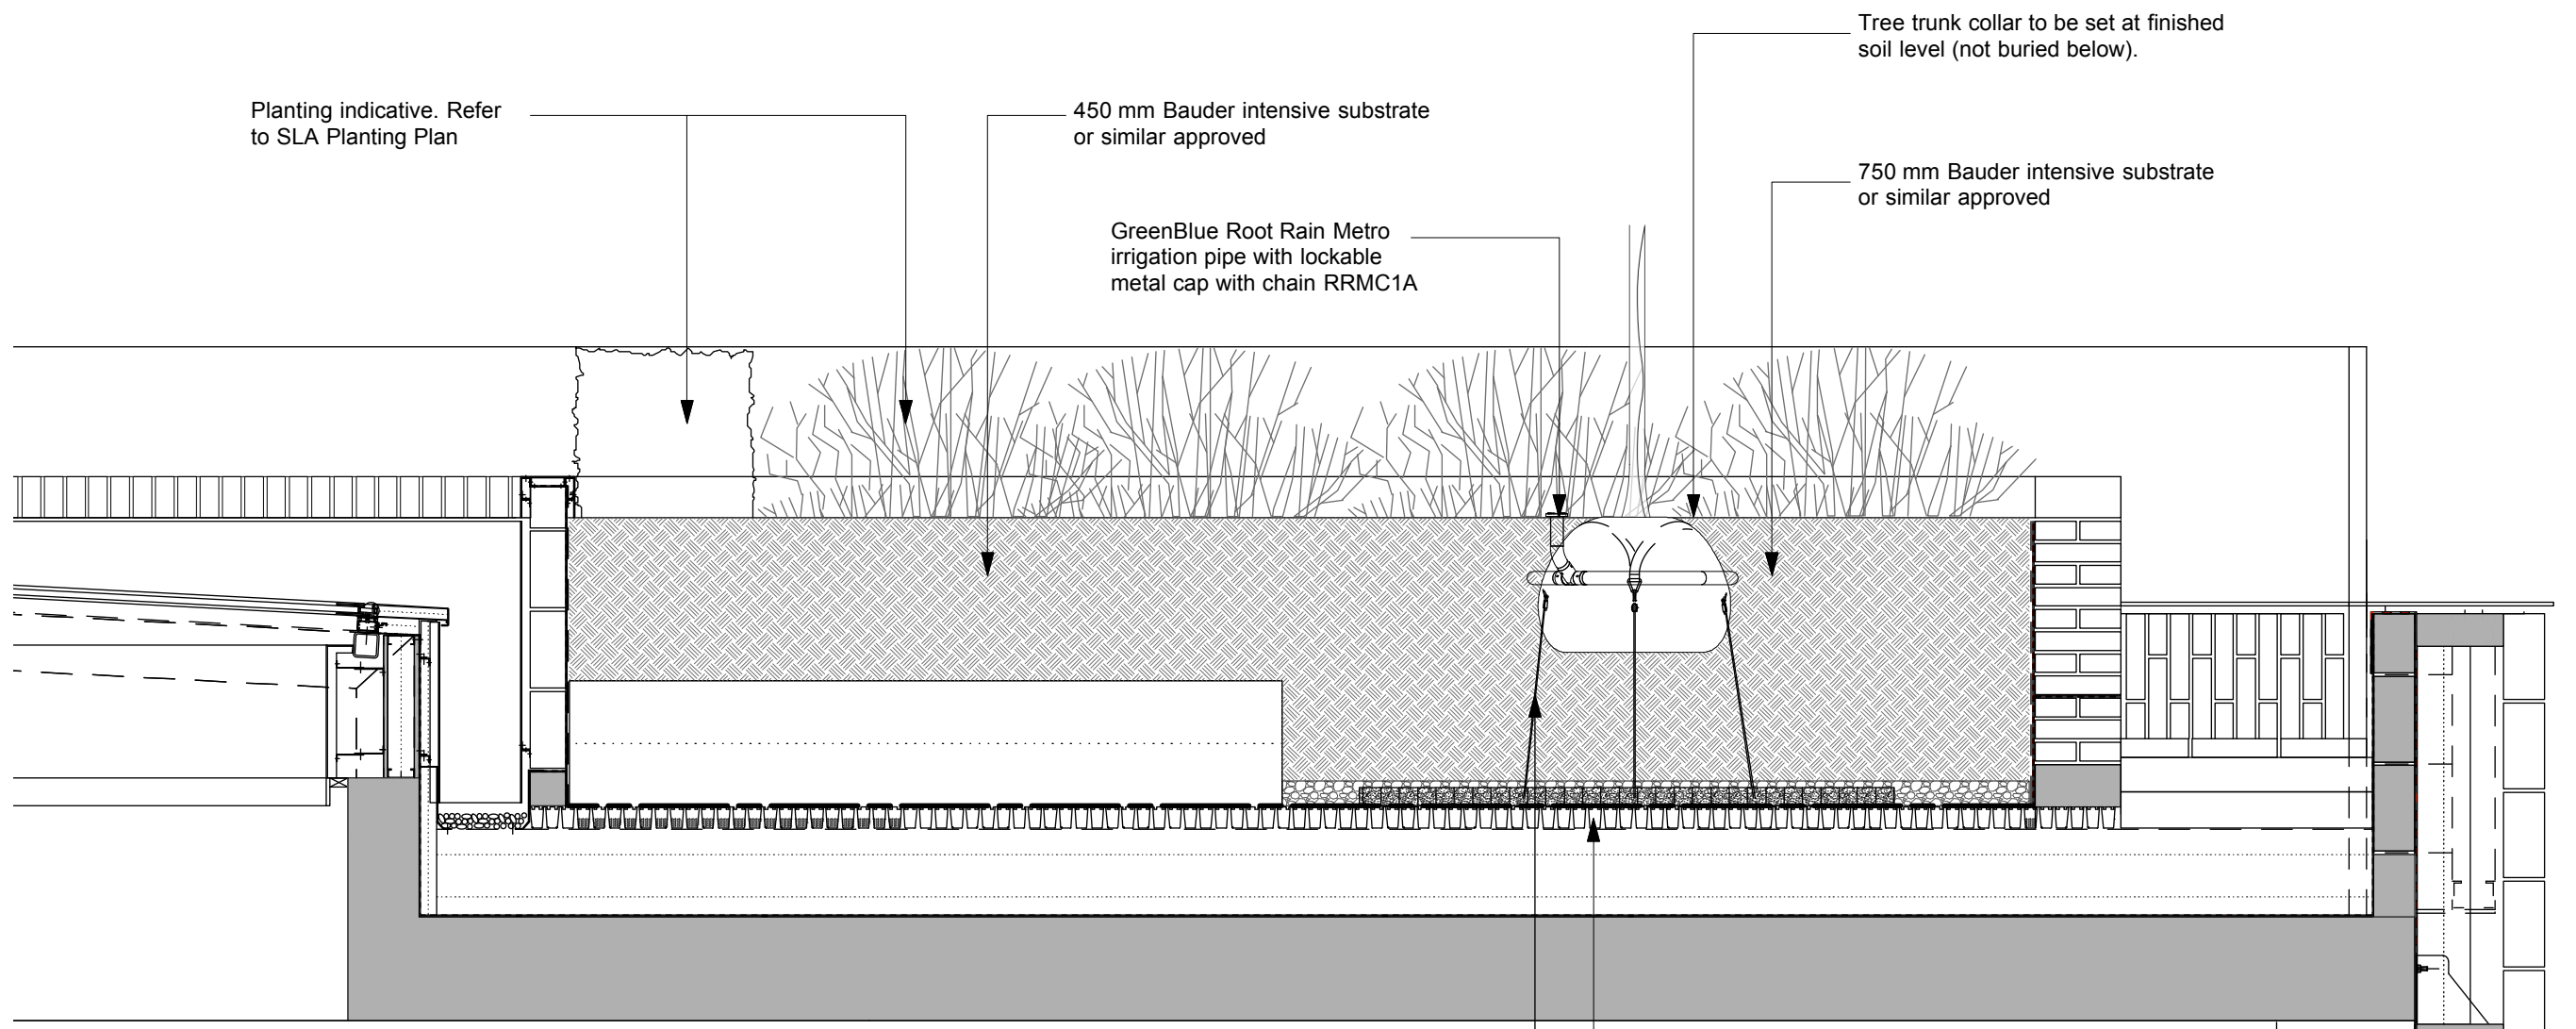 Tree trunk collar to be set at finished
soil level (not buried below).
Planting indicative. Refer
to SLA Planting Plan
450 mm Bauder intensive substrate
or similar approved
750 mm Bauder intensive substrate
or similar approved
GreenBlue Root Rain Metro
irrigation pipe with lockable
metal cap with chain RRMC1A